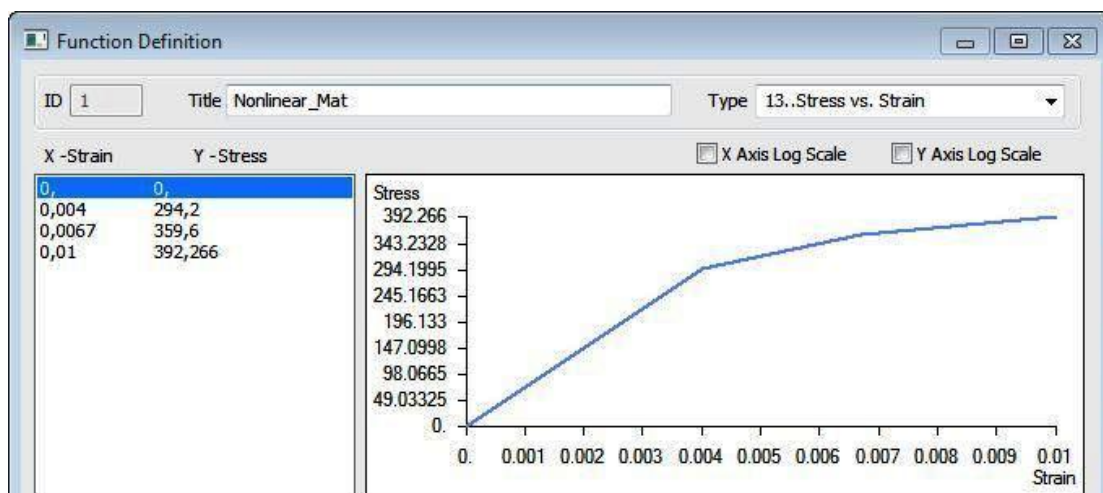 Function Definition
ID 1 Title Nonlinear_Mat Type 13..Stress vs. Strain
X -Strain Y -Stress X Axis Log Scale Y Axis Log Scale
0, 0,
0,004 294,2
0,0067 359,6
0,01 392,266
Stress
392.266
343.2328
294.1995
245.1663
196.133
147.0998
98.0665
49.03325
0.
0. 0.001 0.002 0.003 0.004 0.005 0.006 0.007 0.008 0.009 0.01
Strain